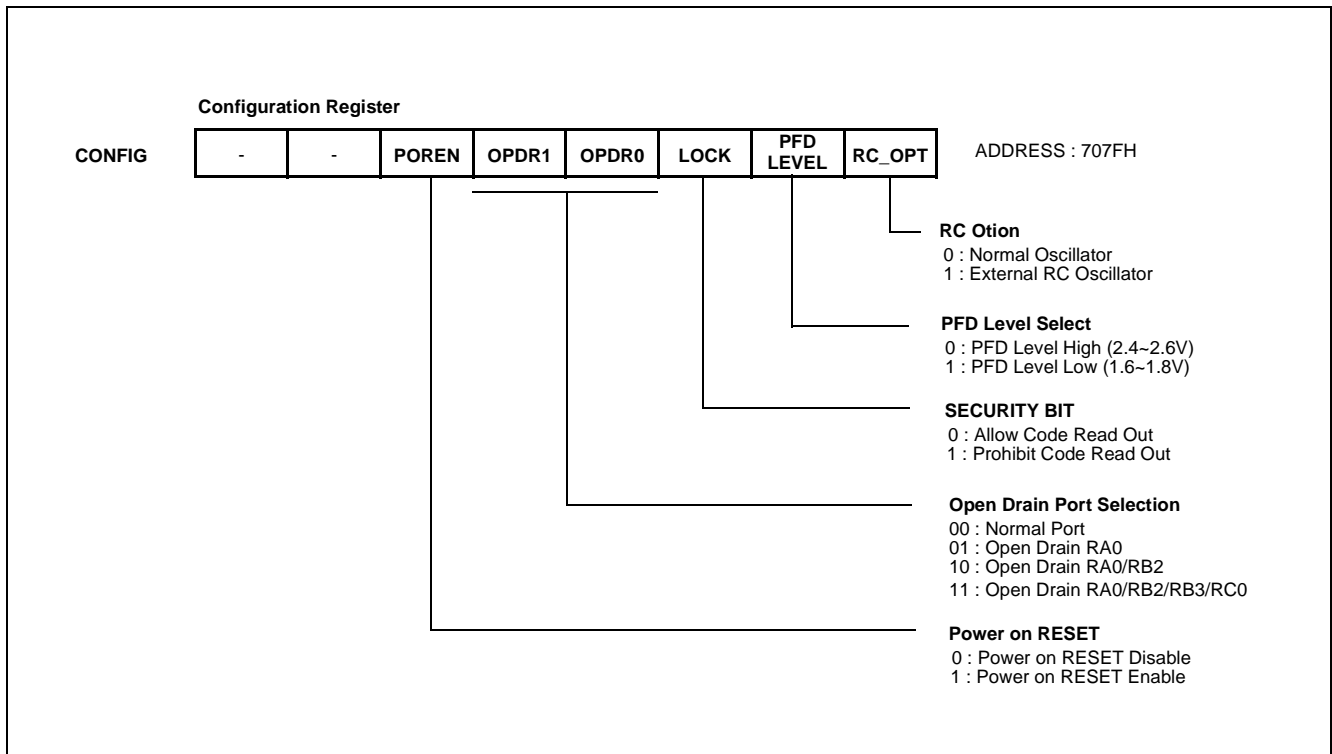 Configuration Register
CONFIG - - POREN OPDR1 OPDR0 LOCK PFD LEVEL RC_OPT ADDRESS : 707FH
RC Otion
0 : Normal Oscillator
1 : External RC Oscillator
PFD Level Select
0 : PFD Level High (2.4~2.6V)
1 : PFD Level Low (1.6~1.8V)
SECURITY BIT
0 : Allow Code Read Out
1 : Prohibit Code Read Out
Open Drain Port Selection
00 : Normal Port
01 : Open Drain RA0
10 : Open Drain RA0/RB2
11 : Open Drain RA0/RB2/RB3/RC0
Power on RESET
0 : Power on RESET Disable
1 : Power on RESET Enable